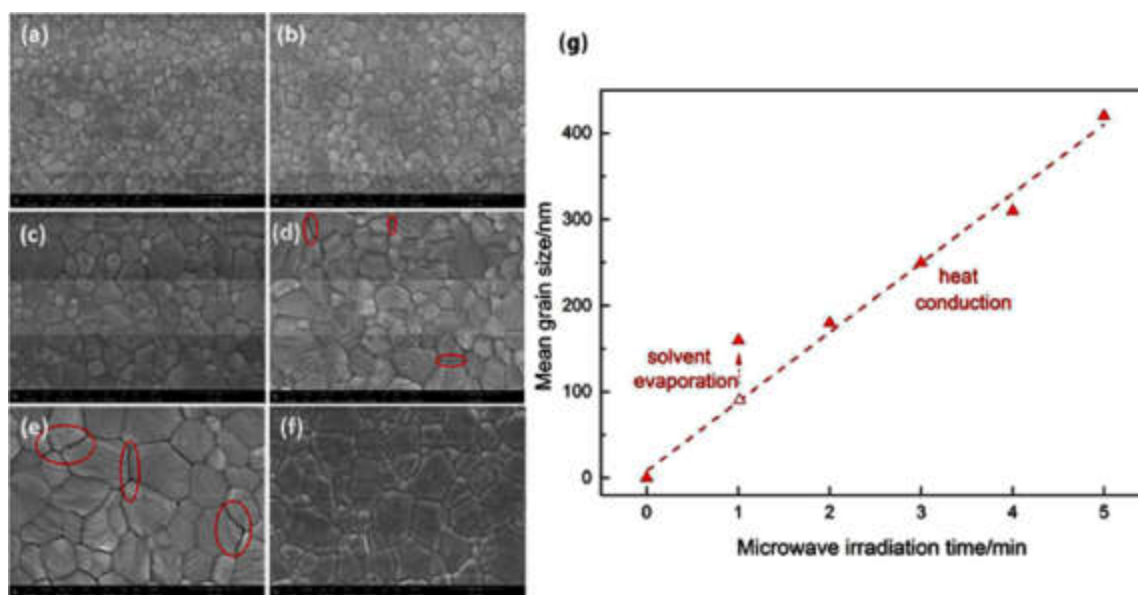 (a)
(b)
(c)
(d)
(e)
(f)
(g)
Mean grain size/nm
400
300
200
100
0
solvent
evaporation
heat
conduction
0 1 2 3 4 5
Microwave irradiation time/min